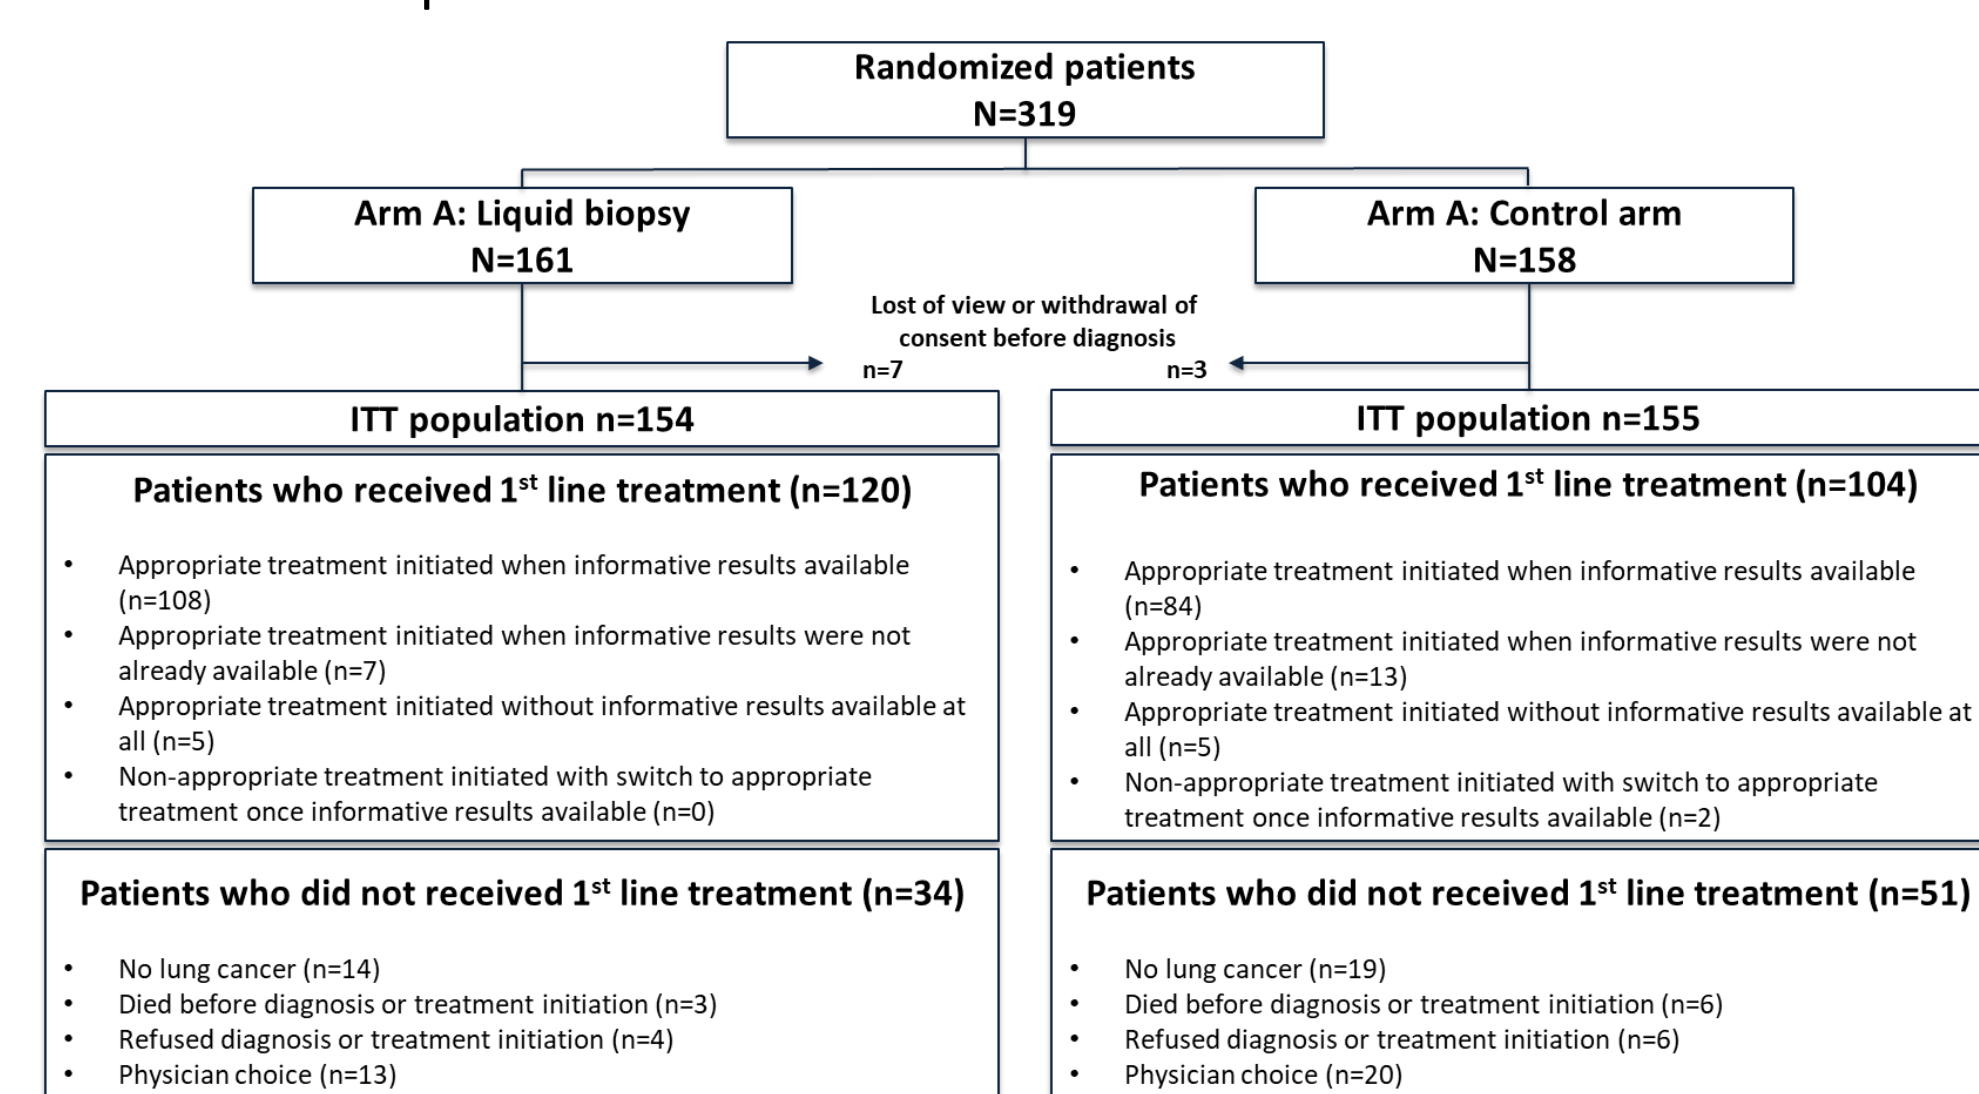 Randomized patients
N=319
Arm A: Liquid biopsy
N=161
Arm A: Control arm
N=158
Lost of view or withdrawal of
consent before diagnosis
n=7
n=3
ITT population n=154
Patients who received 1st line treatment (n=120)
• Appropriate treatment initiated when informative results available
(n=108)
• Appropriate treatment initiated when informative results were not
already available (n=7)
• Appropriate treatment initiated without informative results available at
all (n=5)
• Non-appropriate treatment initiated with switch to appropriate
treatment once informative results available (n=0)
Patients who did not received 1st line treatment (n=34)
• No lung cancer (n=14)
• Died before diagnosis or treatment initiation (n=3)
• Refused diagnosis or treatment initiation (n=4)
• Physician choice (n=13)
ITT population n=155
Patients who received 1st line treatment (n=104)
• Appropriate treatment initiated when informative results available
(n=84)
• Appropriate treatment initiated when informative results were not
already available (n=13)
• Appropriate treatment initiated without informative results available at
all (n=5)
• Non-appropriate treatment initiated with switch to appropriate
treatment once informative results available (n=2)
Patients who did not received 1st line treatment (n=51)
• No lung cancer (n=19)
• Died before diagnosis or treatment initiation (n=6)
• Refused diagnosis or treatment initiation (n=6)
• Physician choice (n=20)